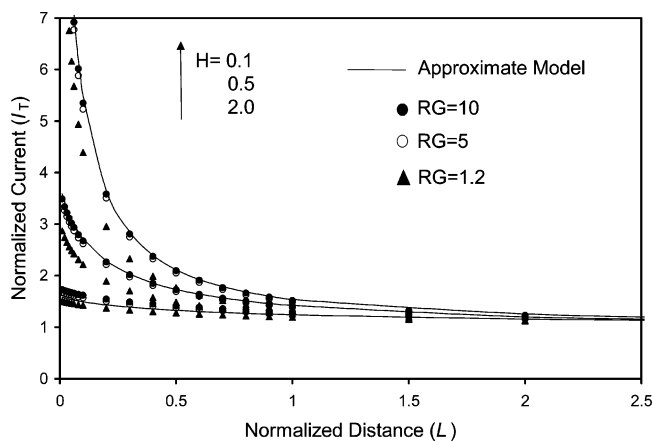 7
6
5
4
3
2
1
0
Normalized Current (I T)
H= 0.1
0.5
2.0
Approximate Model
RG=10
RG=5
RG=1.2
0
0.5
1
1.5
2
2.5
Normalized Distance (L)